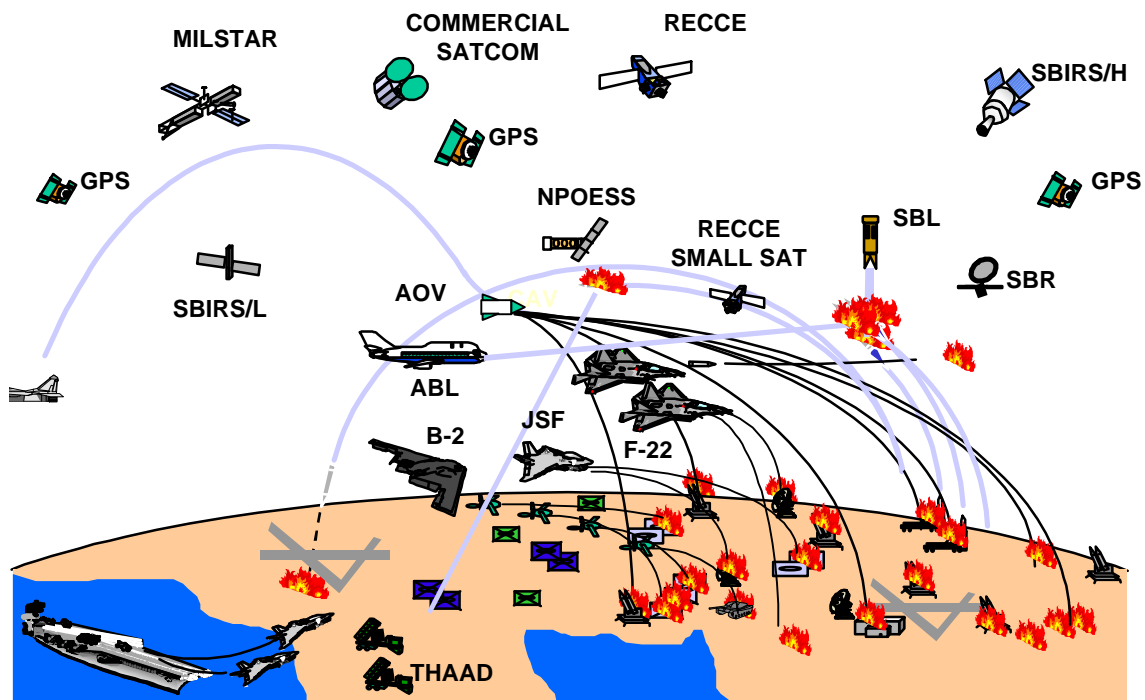 MILSTAR
COMMERCIAL
SATCOM
RECCE
SBIRS/H
GPS
GPS
GPS
NPOESS
RECCE
SMALL SAT
SBL
SBIRS/L
AOV
SAV
SBR
ABL
B-2
JSF
F-22
THAAD